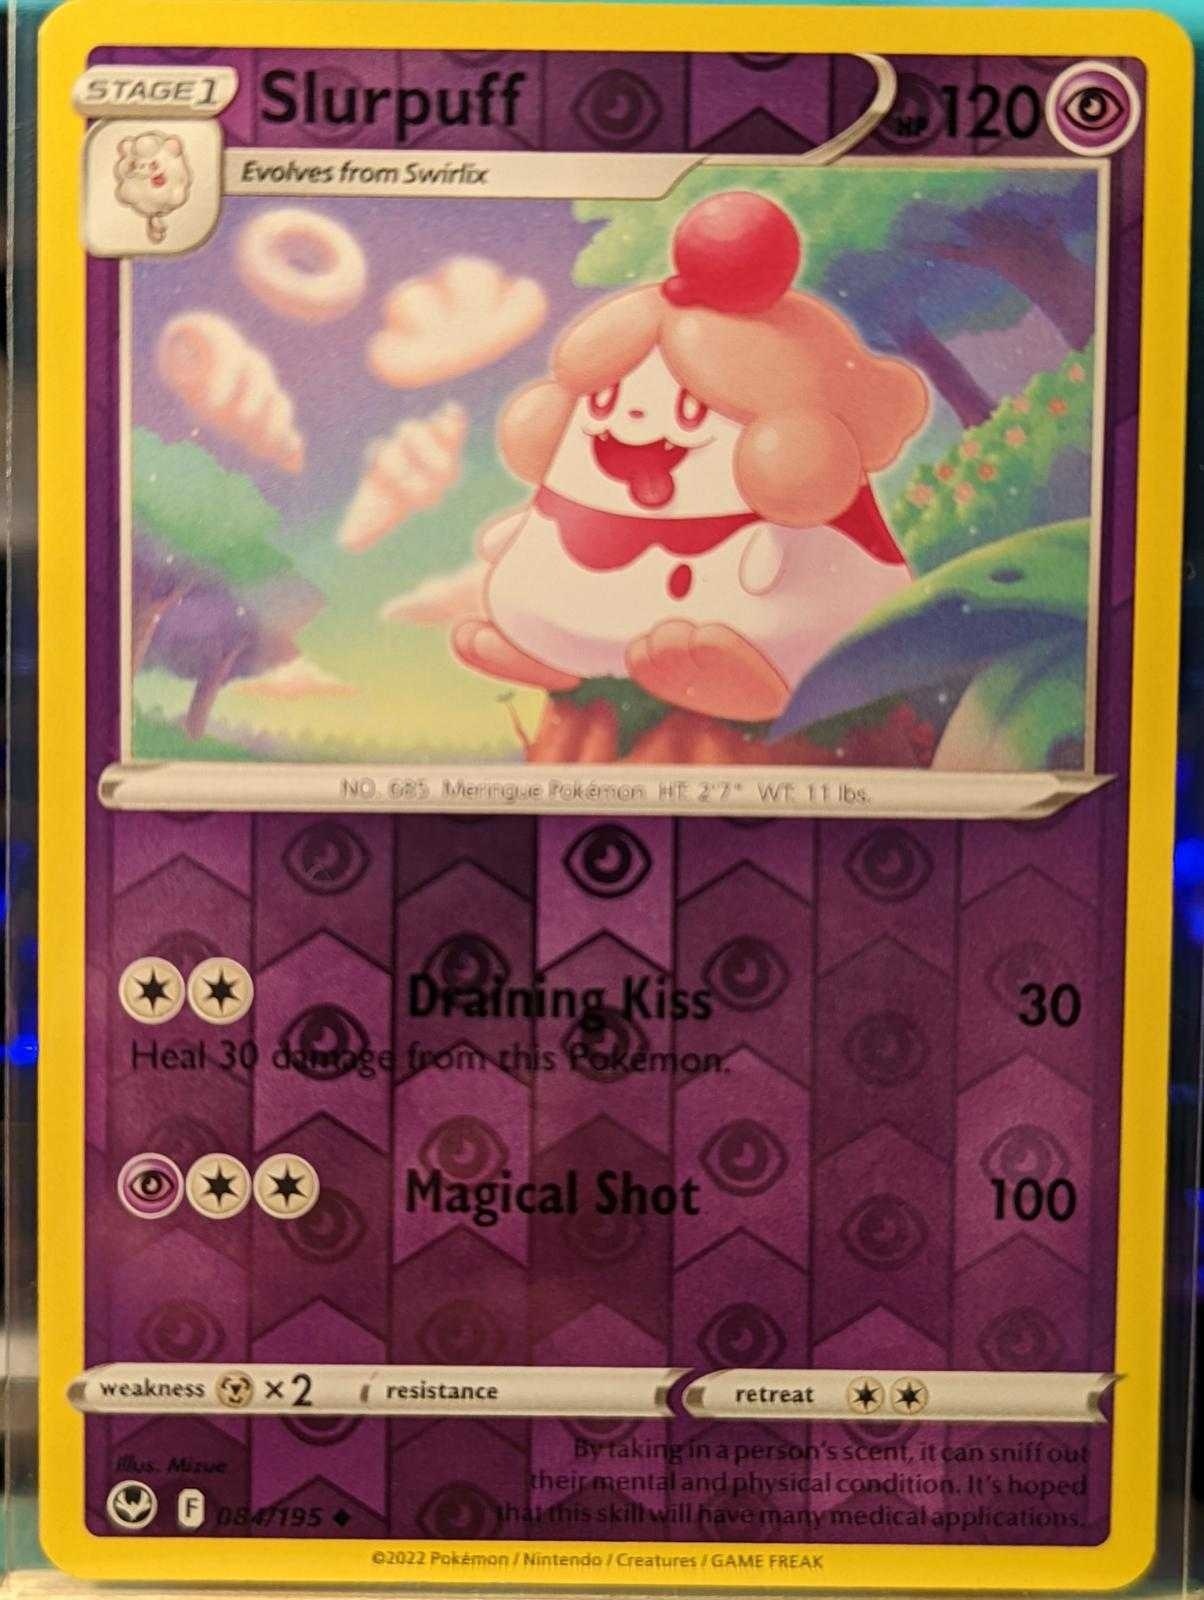 STAGE 1
Slurpuff
HP 120
Evolves from Swirlix
NO. 685 Meringue Pokémon HT: 2'7" WT: 11 lbs.
Draining Kiss 30
Heal 30 damage from this Pokémon.
Magical Shot 100
weakness ×2 resistance retreat
By taking in a person's scent, it can sniff out
their mental and physical condition. It's hoped
that this skill will have many medical applications.
Illus. Mizue
F 084/195
©2022 Pokémon / Nintendo / Creatures / GAME FREAK